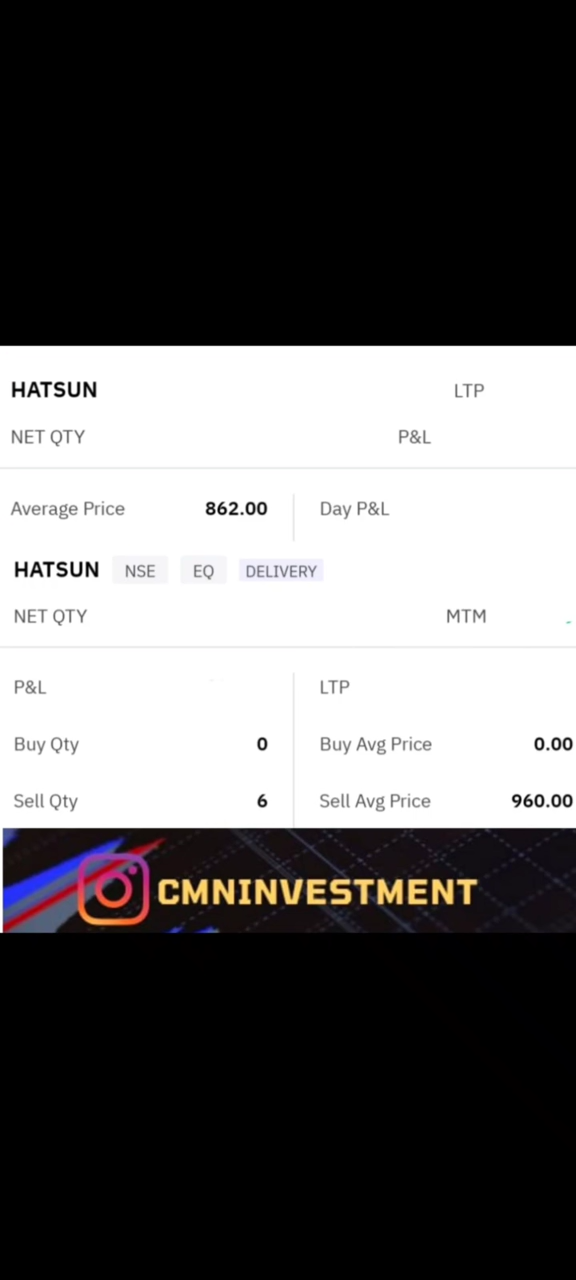 HATSUN LTP
NET QTY P&L
Average Price 862.00 Day P&L
HATSUN NSE EQ DELIVERY
NET QTY MTM
P&L LTP
Buy Qty 0 Buy Avg Price 0.00
Sell Qty 6 Sell Avg Price 960.00
CMNINVESTMENT